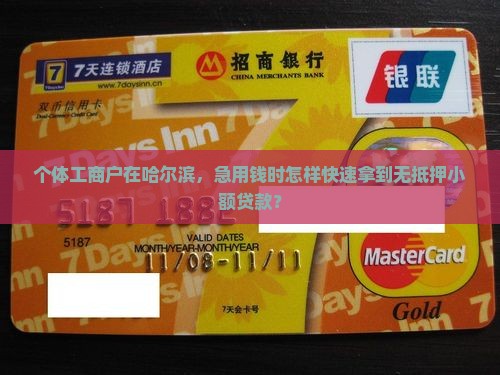 7 7天连锁酒店
www.7daysinn.cn
招商银行
CHINA MERCHANTS BANK
银联
双币信用卡
Dual-Currency Credit Card
7Days Inn
个体工商户在哈尔滨，急用钱时怎样快速拿到无抵押小
额贷款？
5187 1882
5187
VALID DATES
MONTH/YEAR-MONTH/YEAR
11/08-11/11
MasterCard
7天会卡号
Gold